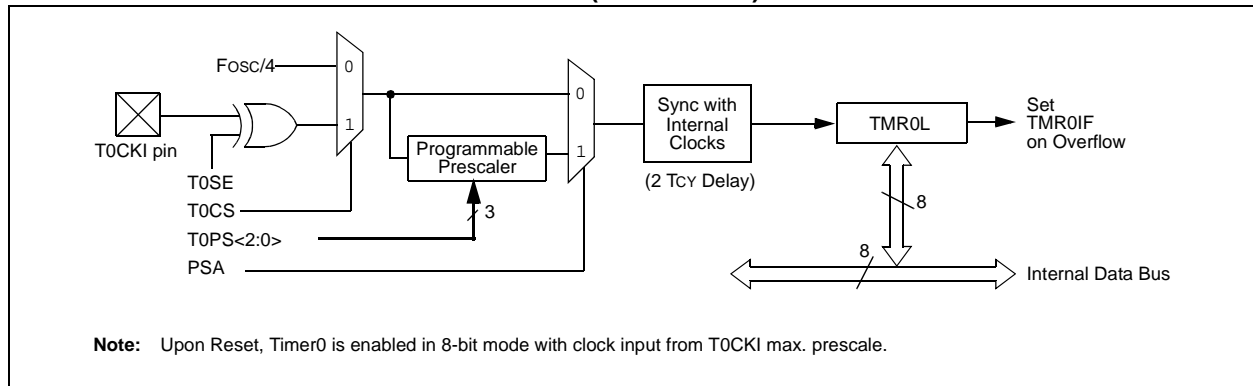 Fosc/4
0
1
T0CKI pin
T0SE
T0CS
T0PS<2:0>
PSA
Programmable
Prescaler
3
0
1
Sync with
Internal
Clocks
(2 TCY Delay)
TMR0L
Set
TMR0IF
on Overflow
8
8
Internal Data Bus
Note: Upon Reset, Timer0 is enabled in 8-bit mode with clock input from T0CKI max. prescale.